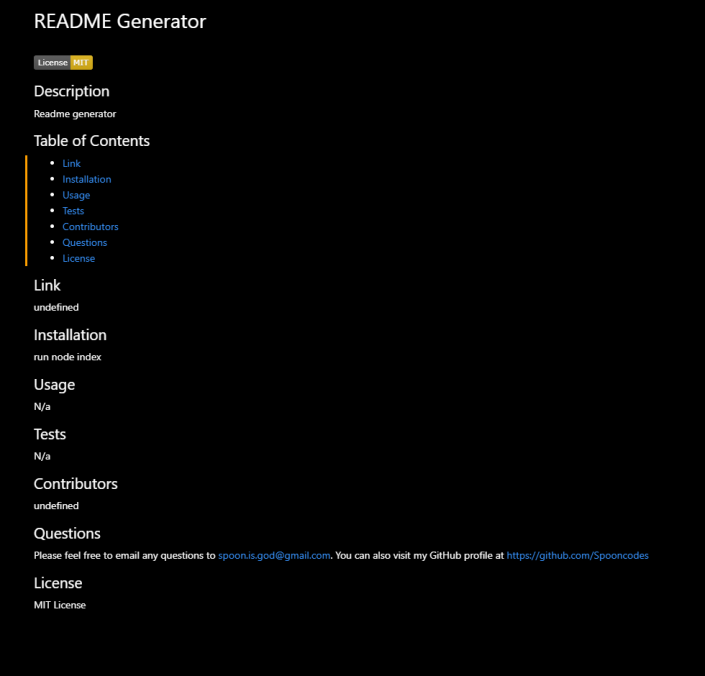 README Generator
License MIT
Description
Readme generator
Table of Contents
Link
Installation
Usage
Tests
Contributors
Questions
License
Link
undefined
Installation
run node index
Usage
N/a
Tests
N/a
Contributors
undefined
Questions
Please feel free to email any questions to spoon.is.god@gmail.com. You can also visit my GitHub profile at https://github.com/Spooncodes
License
MIT License